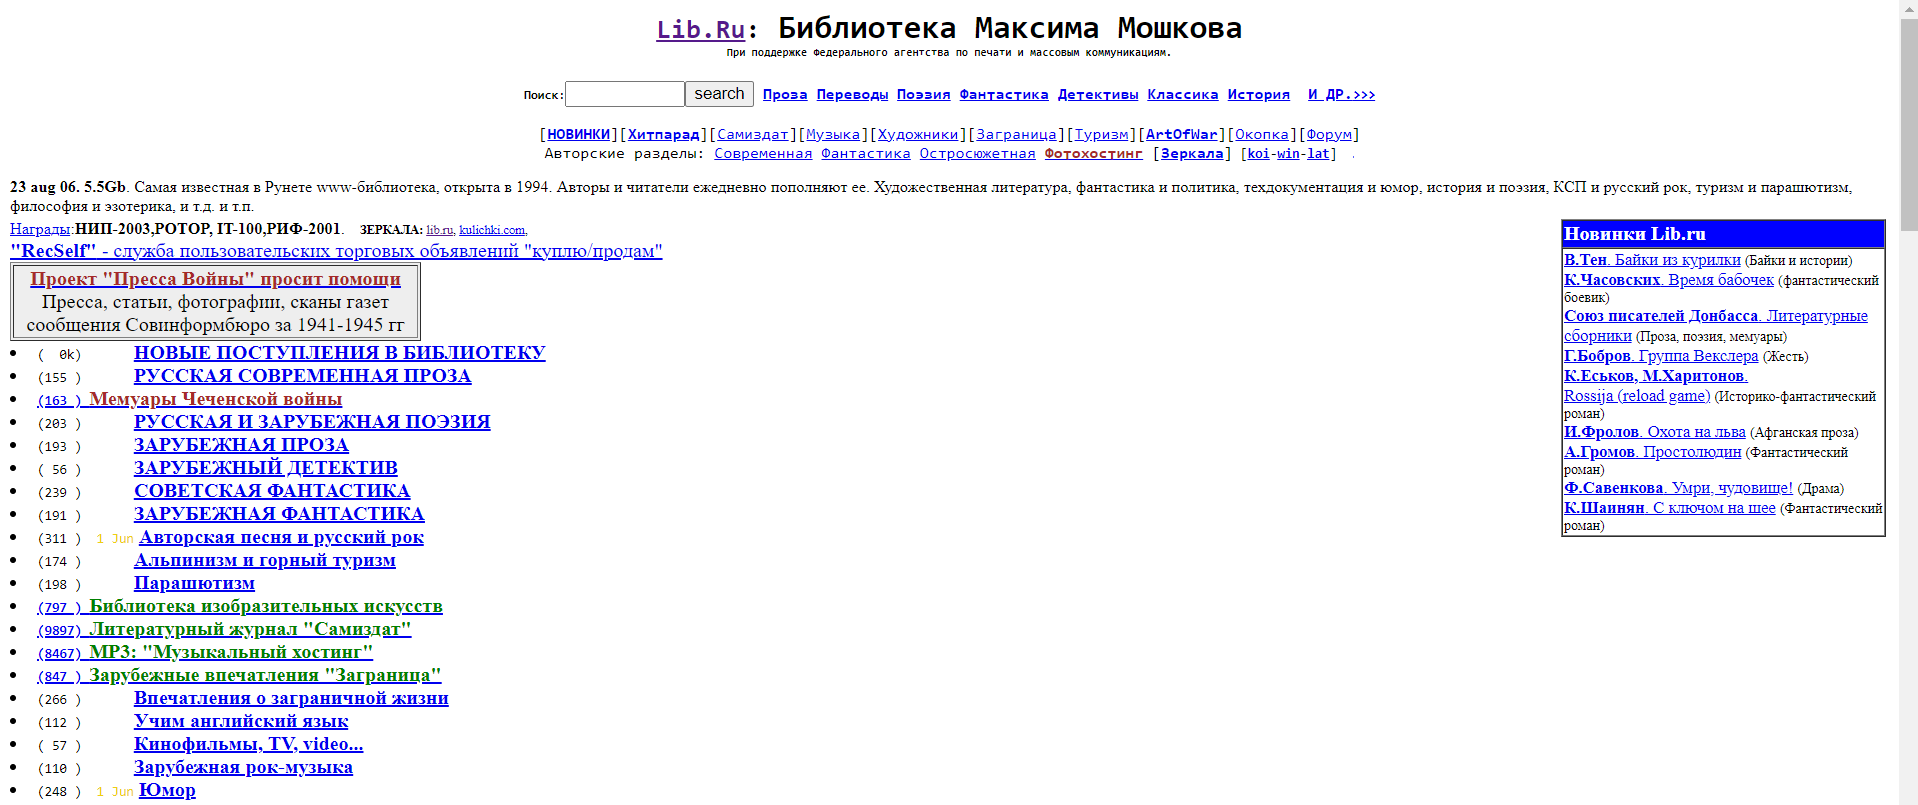 Lib.Ru: Библиотека Максима Мошкова
При поддержке Федерального агентства по печати и массовым коммуникациям.
Поиск: search Проза Переводы Поэзия Фантастика Детективы Классика История И ДР.>>>
[НОВИНКИ][Хитпарад][Самиздат][Музыка][Художники][Заграница][Туризм][ArtOfWar][Окопка][Форум]
Авторские разделы: Современная Фантастика Остросюжетная Фотохостинг [Зеркала] [koi-win-lat] .
23 aug 06. 5.5Gb. Самая известная в Рунете www-библиотека, открыта в 1994. Авторы и читатели ежедневно пополняют ее. Художественная литература, фантастика и политика, техдокументация и юмор, история и поэзия, КСП и русский рок, туризм и парашютизм,
философия и эзотерика, и т.д. и т.п.
Награды:НИП-2003,РОТОР, IT-100,РИФ-2001. ЗЕРКАЛА: lib.ru, kulichki.com,
"RecSelf" - служба пользовательских торговых объявлений "куплю/продам"
Проект "Пресса Войны" просит помощи
Пресса, статьи, фотографии, сканы газет
сообщения Совинформбюро за 1941-1945 гг
( 0k) НОВЫЕ ПОСТУПЛЕНИЯ В БИБЛИОТЕКУ
(155 ) РУССКАЯ СОВРЕМЕННАЯ ПРОЗА
(163 ) Мемуары Чеченской войны
(203 ) РУССКАЯ И ЗАРУБЕЖНАЯ ПОЭЗИЯ
(193 ) ЗАРУБЕЖНАЯ ПРОЗА
( 56 ) ЗАРУБЕЖНЫЙ ДЕТЕКТИВ
(239 ) СОВЕТСКАЯ ФАНТАСТИКА
(191 ) ЗАРУБЕЖНАЯ ФАНТАСТИКА
(311 ) 1 Jun Авторская песня и русский рок
(174 ) Альпинизм и горный туризм
(198 ) Парашютизм
(797 ) Библиотека изобразительных искусств
(9897) Литературный журнал "Самиздат"
(8467) MP3: "Музыкальный хостинг"
(847 ) Зарубежные впечатления "Заграница"
(266 ) Впечатления о заграничной жизни
(112 ) Учим английский язык
( 57 ) Кинофильмы, TV, video...
(110 ) Зарубежная рок-музыка
(248 ) 1 Jun Юмор
Новинки Lib.ru
В.Тен. Байки из курилки (Байки и истории)
К.Часовских. Время бабочек (фантастический
боевик)
Союз писателей Донбасса. Литературные
сборники (Проза, поэзия, мемуары)
Г.Бобров. Группа Векслера (Жесть)
К.Еськов, М.Харитонов.
Rossija (reload game) (Историко-фантастический
роман)
И.Фролов. Охота на льва (Афганская проза)
А.Громов. Простолюдин (Фантастический
роман)
Ф.Савенкова. Умри, чудовище! (Драма)
К.Шаинян. С ключом на шее (Фантастический
роман)